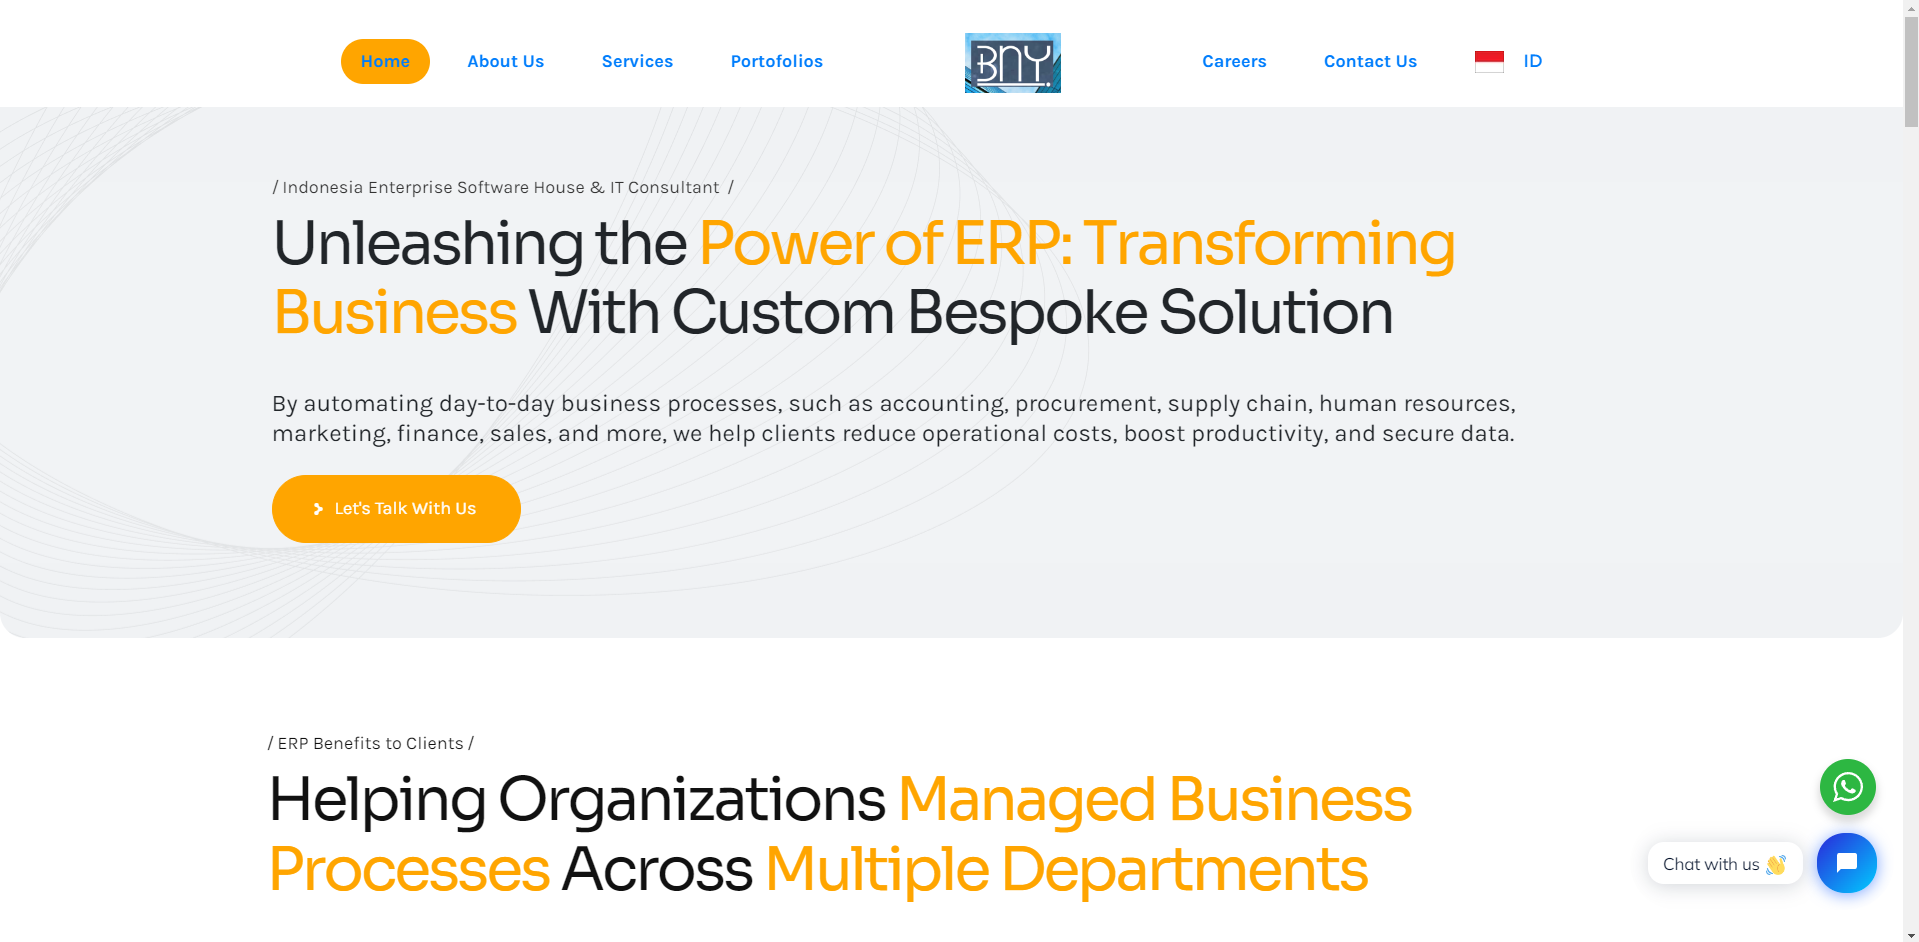 Home
About Us
Services
Portofolios
BNY.
Careers
Contact Us
ID
/ Indonesia Enterprise Software House & IT Consultant /
Unleashing the Power of ERP: Transforming
Business With Custom Bespoke Solution
By automating day-to-day business processes, such as accounting, procurement, supply chain, human resources,
marketing, finance, sales, and more, we help clients reduce operational costs, boost productivity, and secure data.
Let's Talk With Us
/ ERP Benefits to Clients /
Helping Organizations Managed Business
Processes Across Multiple Departments
Chat with us 👋